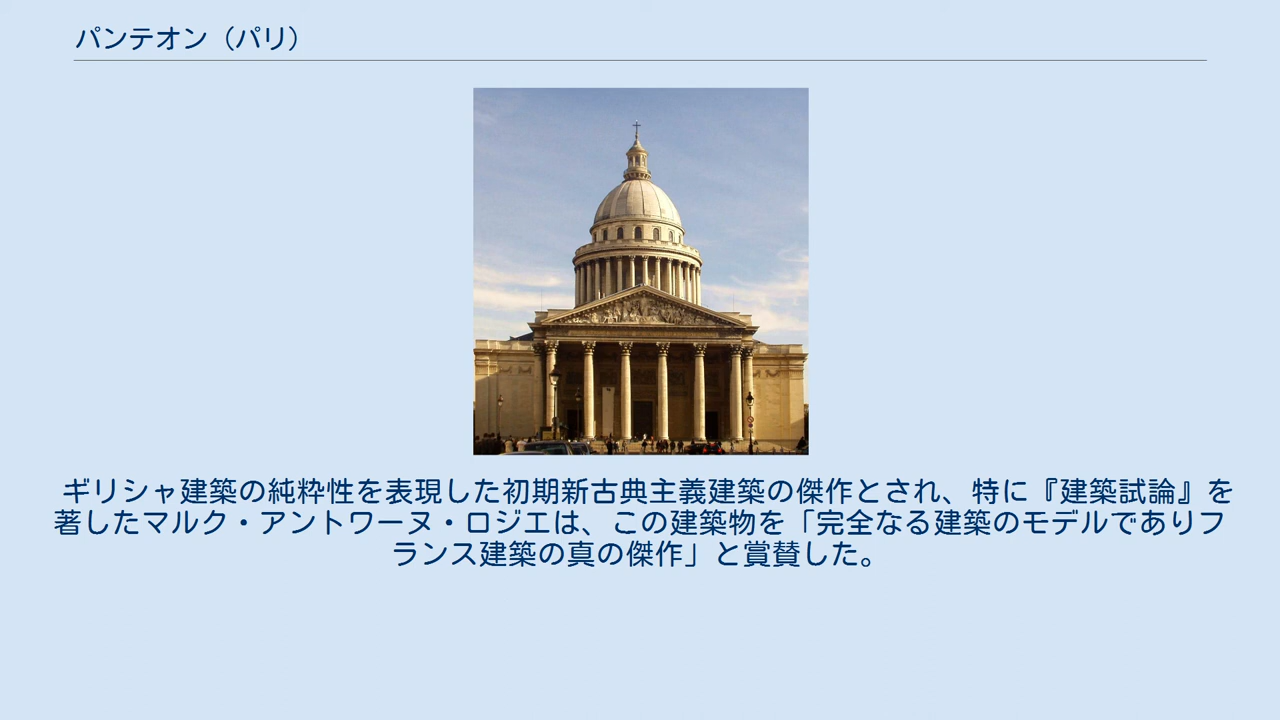 パンテオン（パリ）
ギリシャ建築の純粋性を表現した初期新古典主義建築の傑作とされ、特に『建築試論』を
著したマルク・アントワーヌ・ロジエは、この建築物を「完全なる建築のモデルでありフ
ランス建築の真の傑作」と賞賛した。